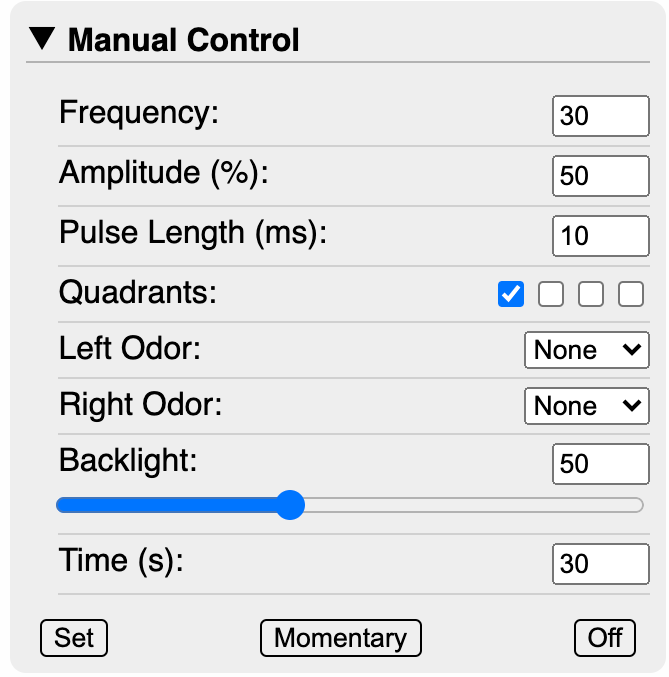 ▼ Manual Control
Frequency: 30
Amplitude (%): 50
Pulse Length (ms): 10
Quadrants:
Left Odor: None
Right Odor: None
Backlight: 50
Time (s): 30
Set Momentary Off